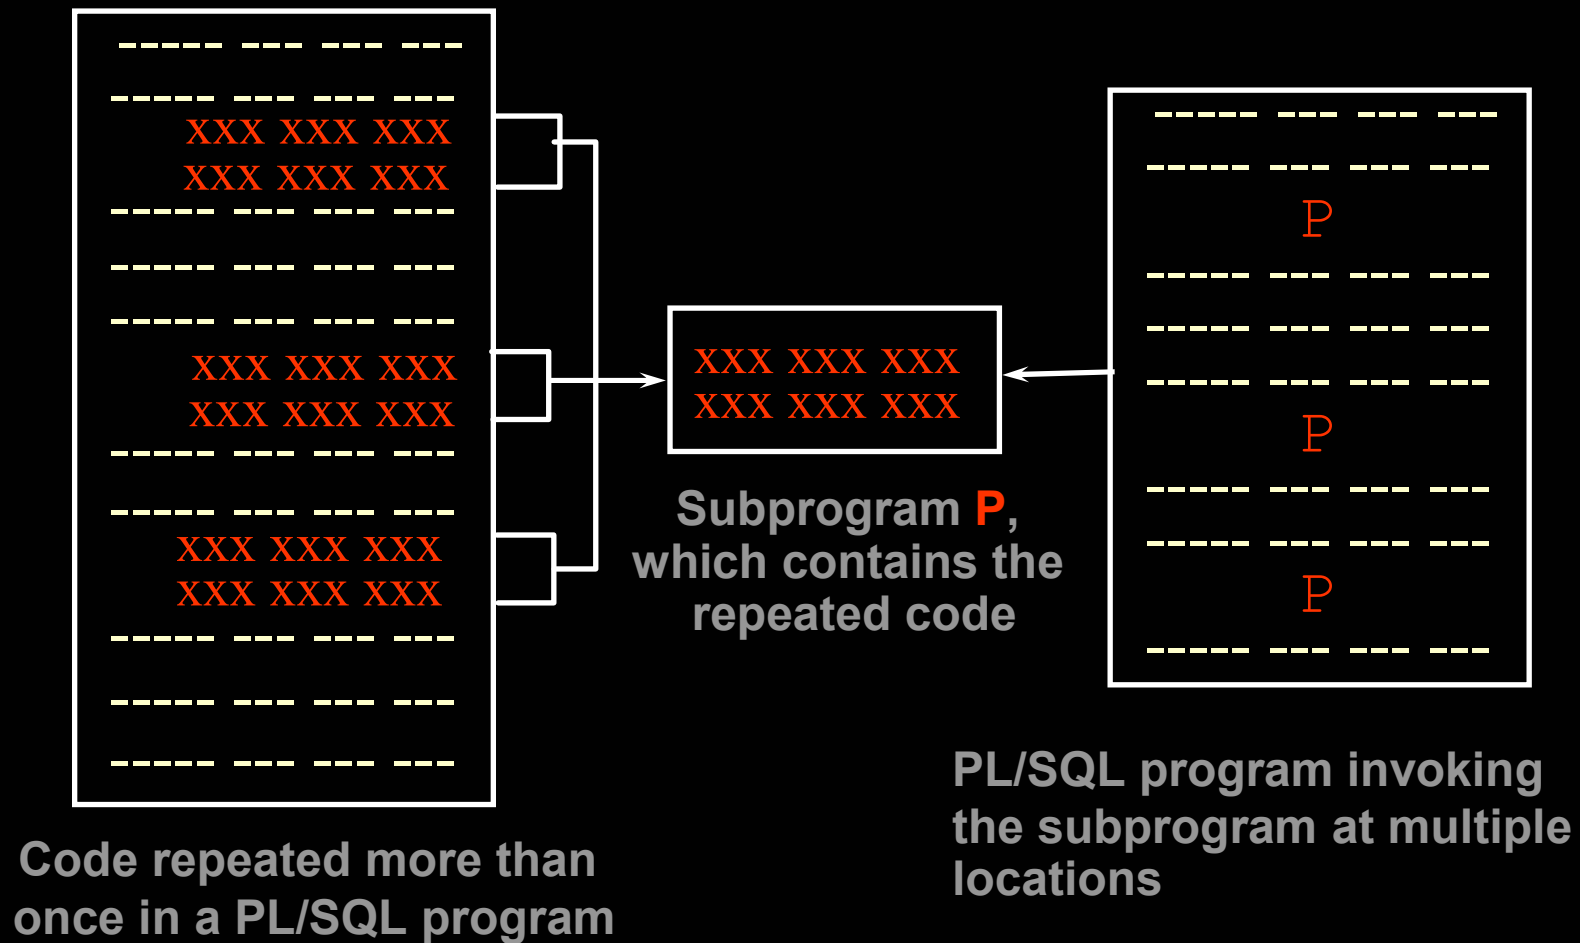 ----- --- --- ---
----- --- --- ---
xxx xxx xxx
xxx xxx xxx
----- --- --- ---
----- --- --- ---
----- --- --- ---
xxx xxx xxx
xxx xxx xxx
----- --- --- ---
----- --- --- ---
xxx xxx xxx
xxx xxx xxx
----- --- --- ---
----- --- --- ---
----- --- --- ---
Code repeated more than
once in a PL/SQL program
xxx xxx xxx
xxx xxx xxx
Subprogram P,
which contains the
repeated code
----- --- --- ---
----- --- --- ---
P
----- --- --- ---
----- --- --- ---
----- --- --- ---
P
----- --- --- ---
----- --- --- ---
P
----- --- --- ---
PL/SQL program invoking
the subprogram at multiple
locations